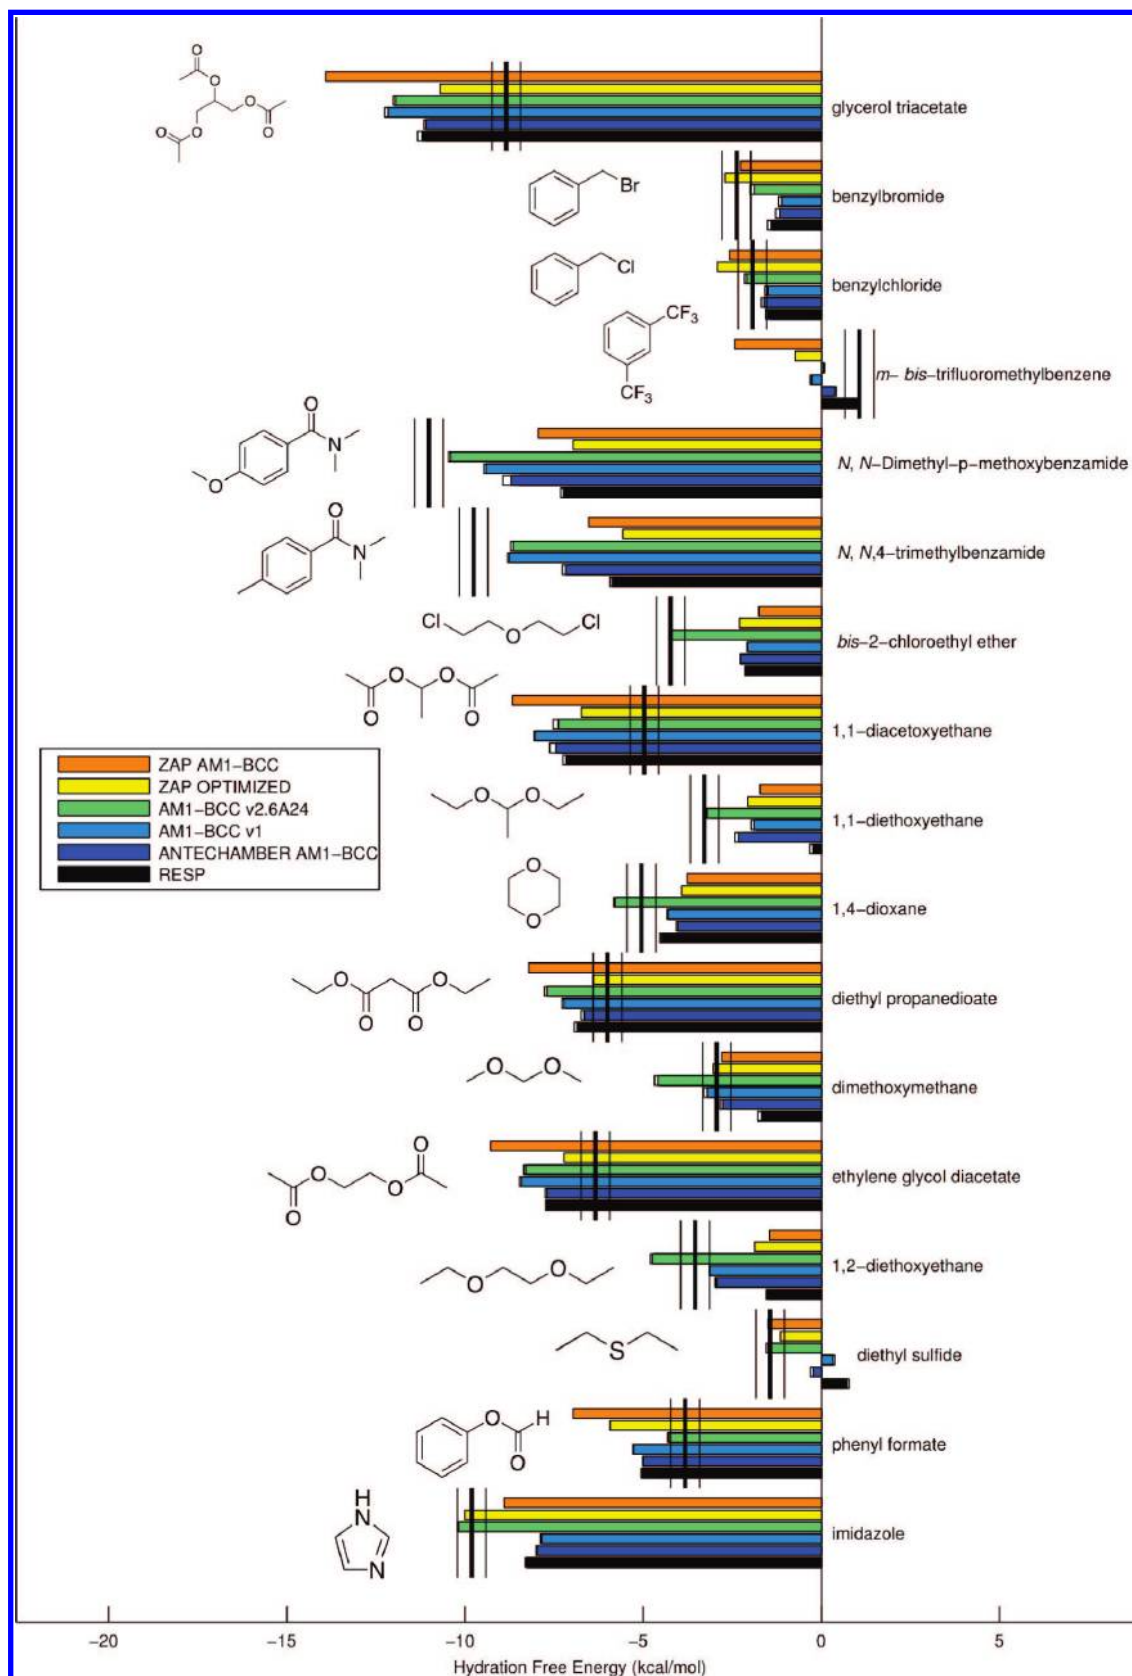 O
O
O
O
O
O
glycerol triacetate
Br
benzylbromide
Cl
benzylchloride
CF3
CF3
m- bis-trifluoromethylbenzene
O
N
O
N, N-Dimethyl-p-methoxybenzamide
O
N
N, N,4-trimethylbenzamide
Cl
O
Cl
bis-2-chloroethyl ether
O
O
O
O
1,1-diacetoxyethane
ZAP AM1-BCC
ZAP OPTIMIZED
AM1-BCC v2.6A24
AM1-BCC v1
ANTECHAMBER AM1-BCC
RESP
O
O
1,1-diethoxyethane
O
O
1,4-dioxane
O
O
O
O
diethyl propanedioate
O
O
dimethoxymethane
O
O
O
O
ethylene glycol diacetate
O
O
1,2-diethoxyethane
S
diethyl sulfide
O
H
O
phenyl formate
H
N
N
imidazole
-20
-15
-10
-5
0
5
Hydration Free Energy (kcal/mol)